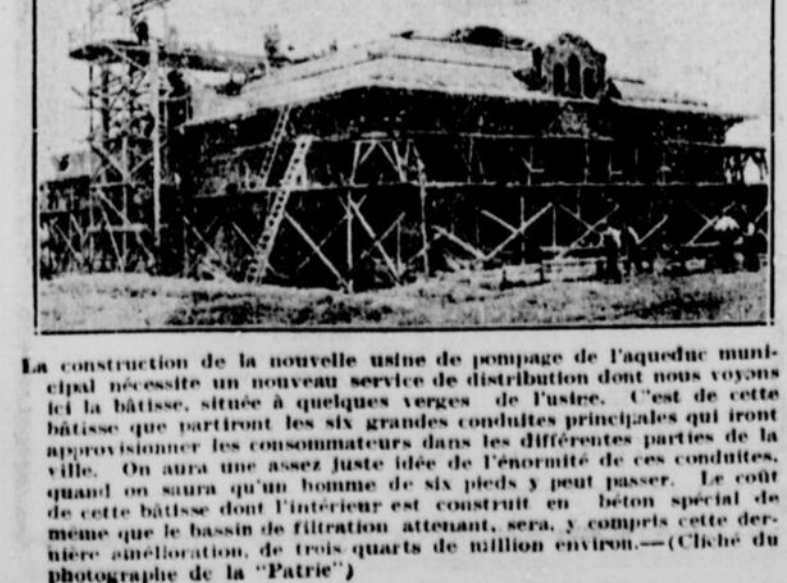 La construction de la nouvelle usine de pompage de l'aqueduc muni-
cipal nécessite un nouveau service de distribution dont nous voyons
ici la bâtisse, située à quelques verges de l'usine. C'est de cette
bâtisse que partiront les six grandes conduites principales qui iront
approvisionner les consommateurs dans les différentes parties de la
ville. On aura une assez juste idée de l'énormité de ces conduites,
quand on saura qu'un homme de six pieds y peut passer. Le coût
de cette bâtisse dont l'intérieur est construit en béton spécial de
même que le bassin de filtration attenant, sera, y compris cette der-
nière amélioration, de trois quarts de million environ.—(Cliché du
photographe de la "Patrie")